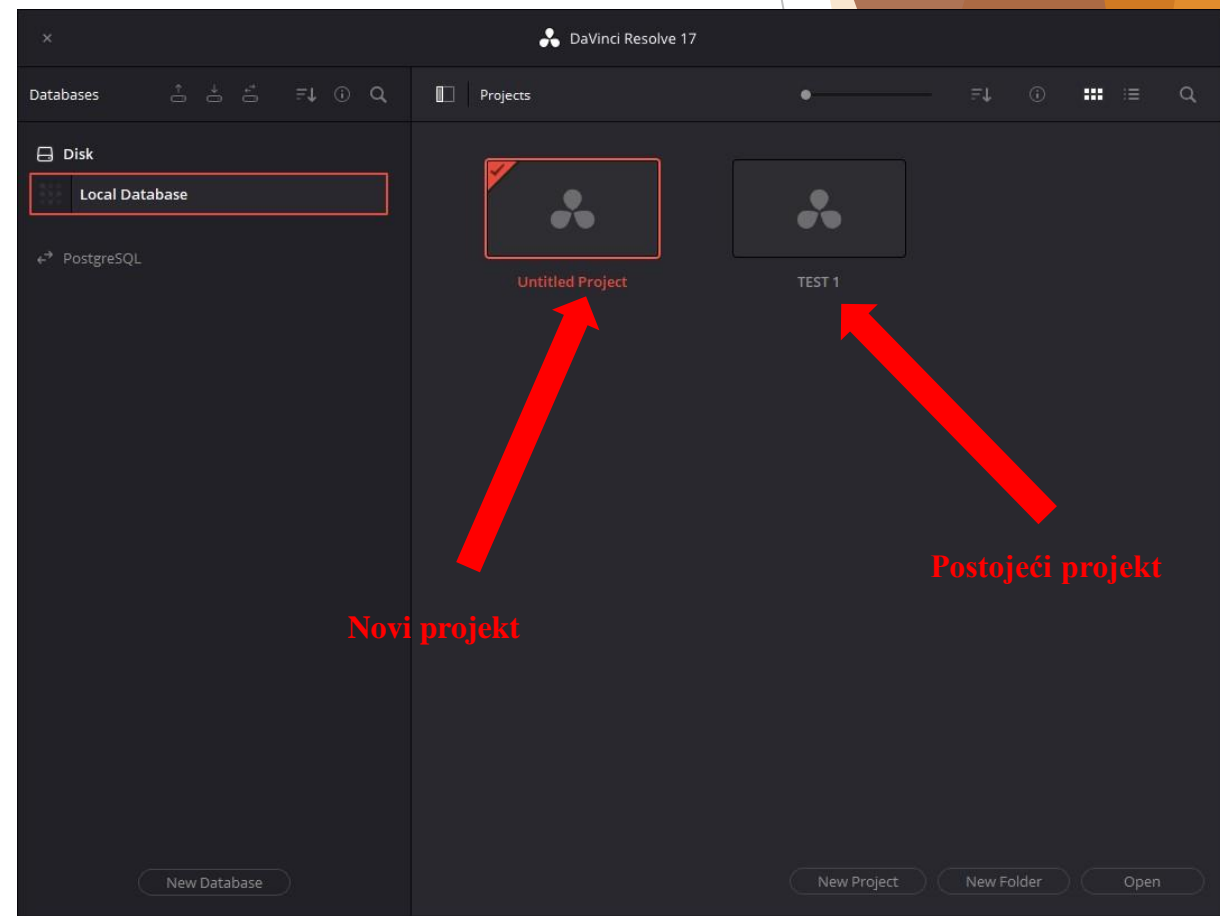 DaVinci Resolve 17
Databases
Projects
Disk
Local Database
PostgreSQL
Untitled Project
TEST 1
Postojeći projekt
Novi projekt
New Database
New Project
New Folder
Open